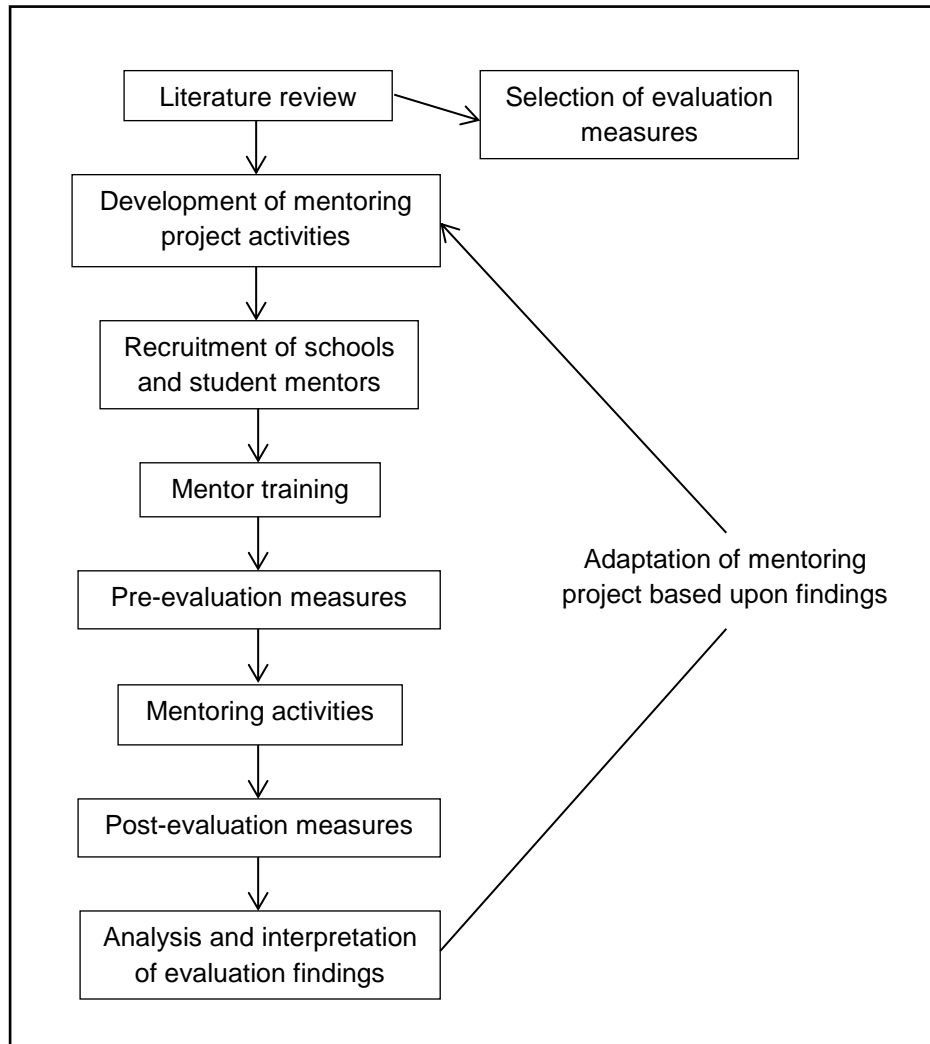 Literature review
Selection of evaluation
measures
Development of mentoring
project activities
Recruitment of schools
and student mentors
Mentor training
Pre-evaluation measures
Adaptation of mentoring
project based upon findings
Mentoring activities
Post-evaluation measures
Analysis and interpretation
of evaluation findings